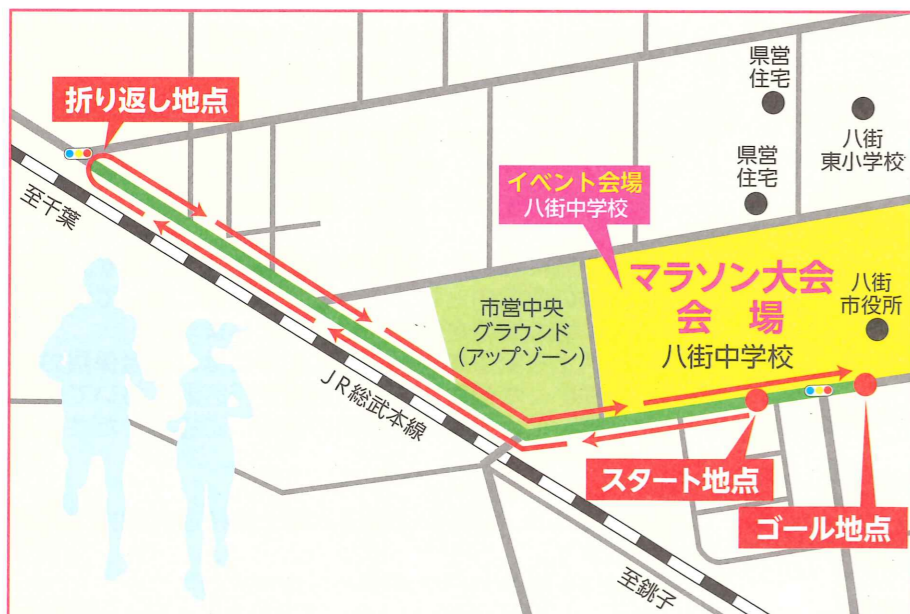 折り返し地点
至千葉
県営
住宅
八街
東小学校
県営
住宅
イベント会場
八街中学校
マラソン大会
会 場
八街中学校
八街
市役所
市営中央
グラウンド
(アップゾーン)
JR総武本線
スタート地点
ゴール地点
至銚子